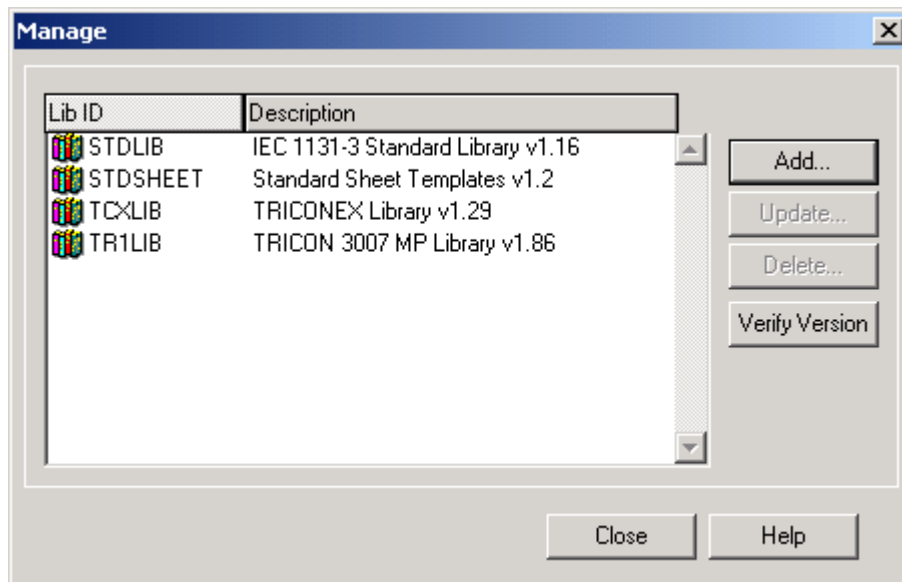 Manage
Lib ID Description
STDLIB IEC 1131-3 Standard Library v1.16
STDSHEET Standard Sheet Templates v1.2
TCXLIB TRICONEX Library v1.29
TR1LIB TRICON 3007 MP Library v1.86
Add...
Update...
Delete...
Verify Version
Close Help